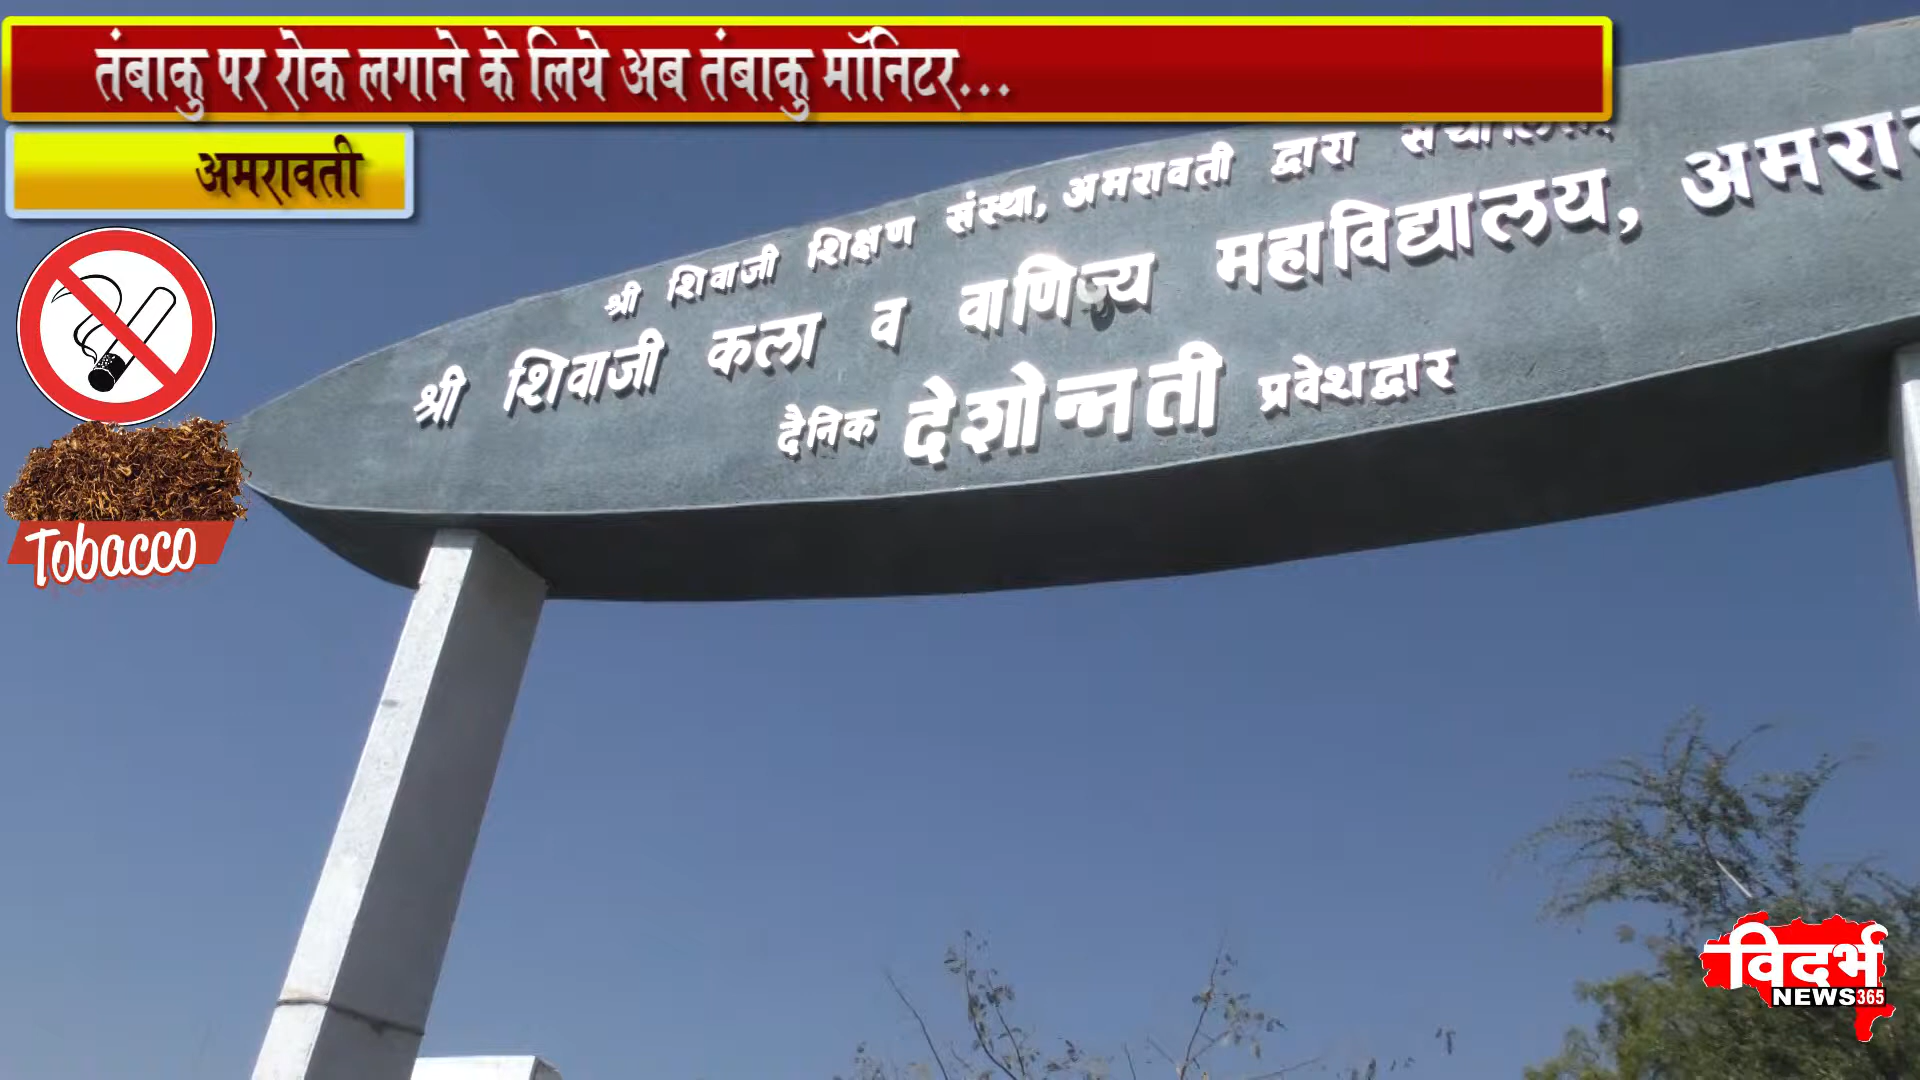 तंबाकु पर रोक लगाने के लिये अब तंबाकु मॉनिटर...
अमरावती
श्री शिवाजी शिक्षण संस्था, अमरावती द्वारा संचालित
श्री शिवाजी कला व वाणिज्य महाविद्यालय, अमराव
दैनिक देशोन्नती प्रवेशद्वार
Tobacco
विदर्भ
NEWS365